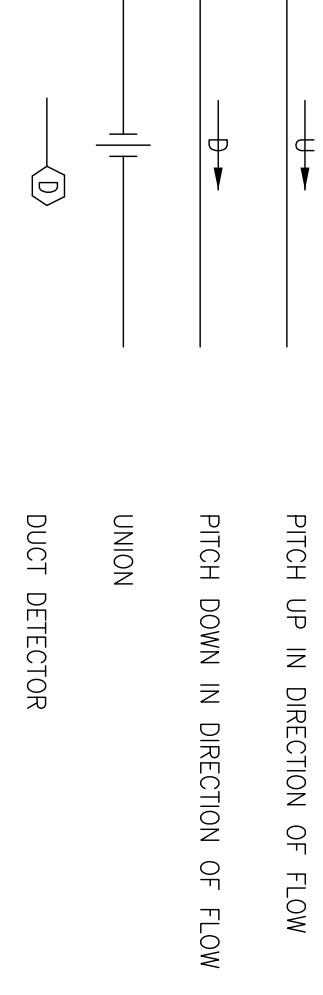 U PITCH UP IN DIRECTION OF FLOW
D PITCH DOWN IN DIRECTION OF FLOW
UNION
D DUCT DETECTOR